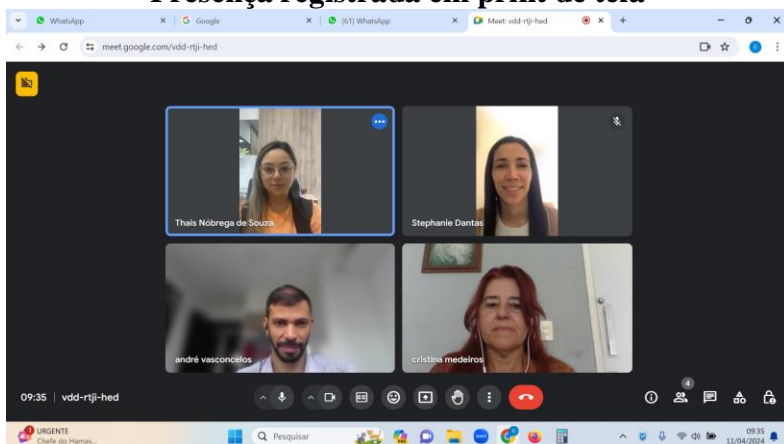 Presença registrada em print de tela
WhatsApp
Google
(61) WhatsApp
Meet: vdd-rtji-hed
meet.google.com/vdd-rtji-hed
Thais Nóbrega de Souza
Stephanie Dantas
andré vasconcelos
cristina medeiros
09:35 | vdd-rtji-hed
4
URGENTE
Chefe do Hamas...
Pesquisar
09:35
11/04/2024